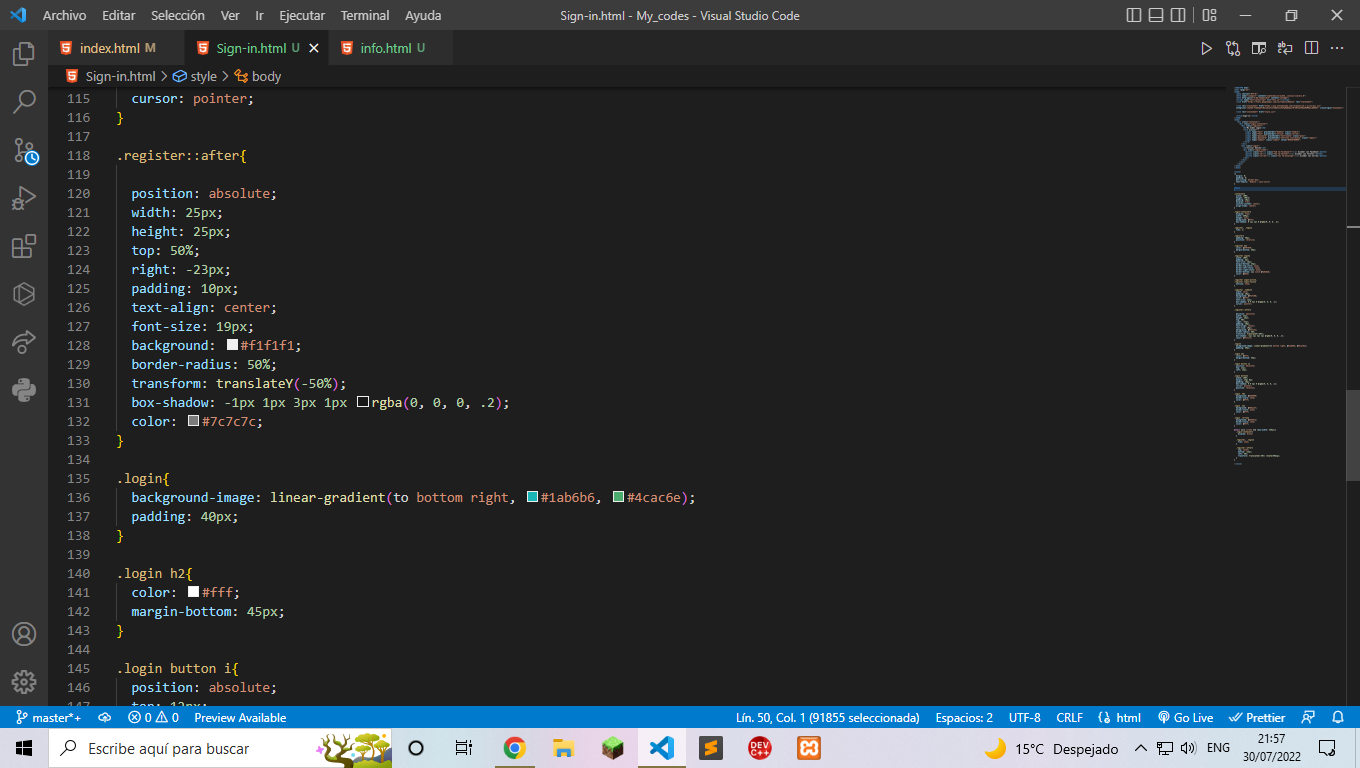 Archivo Editar Selección Ver Ir Ejecutar Terminal Ayuda
Sign-in.html - My_codes - Visual Studio Code
index.html M
Sign-in.html U
info.html U
Sign-in.html > style > body
115 cursor: pointer;
116 }
117
118 .register::after{
119
120 position: absolute;
121 width: 25px;
122 height: 25px;
123 top: 50%;
124 right: -23px;
125 padding: 10px;
126 text-align: center;
127 font-size: 19px;
128 background: #f1f1f1;
129 border-radius: 50%;
130 transform: translateY(-50%);
131 box-shadow: -1px 1px 3px 1px rgba(0, 0, 0, .2);
132 color: #7c7c7c;
133 }
134
135 .login{
136 background-image: linear-gradient(to bottom right, #1ab6b6, #4cac6e);
137 padding: 40px;
138 }
139
140 .login h2{
141 color: #fff;
142 margin-bottom: 45px;
143 }
144
145 .login button i{
146 position: absolute;
147 top: 12px;
master*+ 0 0 Preview Available
Lín. 50, Col. 1 (91855 seleccionada) Espacios: 2 UTF-8 CRLF html Go Live Prettier
Escribe aquí para buscar
DEV C++
15°C Despejado
ENG
21:57
30/07/2022